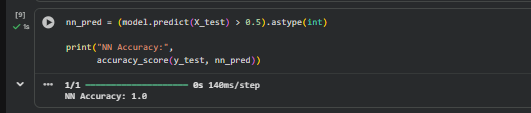 [9]
1s
nn_pred = (model.predict(X_test) > 0.5).astype(int)
print("NN Accuracy:",
accuracy_score(y_test, nn_pred))
1/1 ━━━━━━━━━━━━━━━━━━━━ 0s 140ms/step
NN Accuracy: 1.0